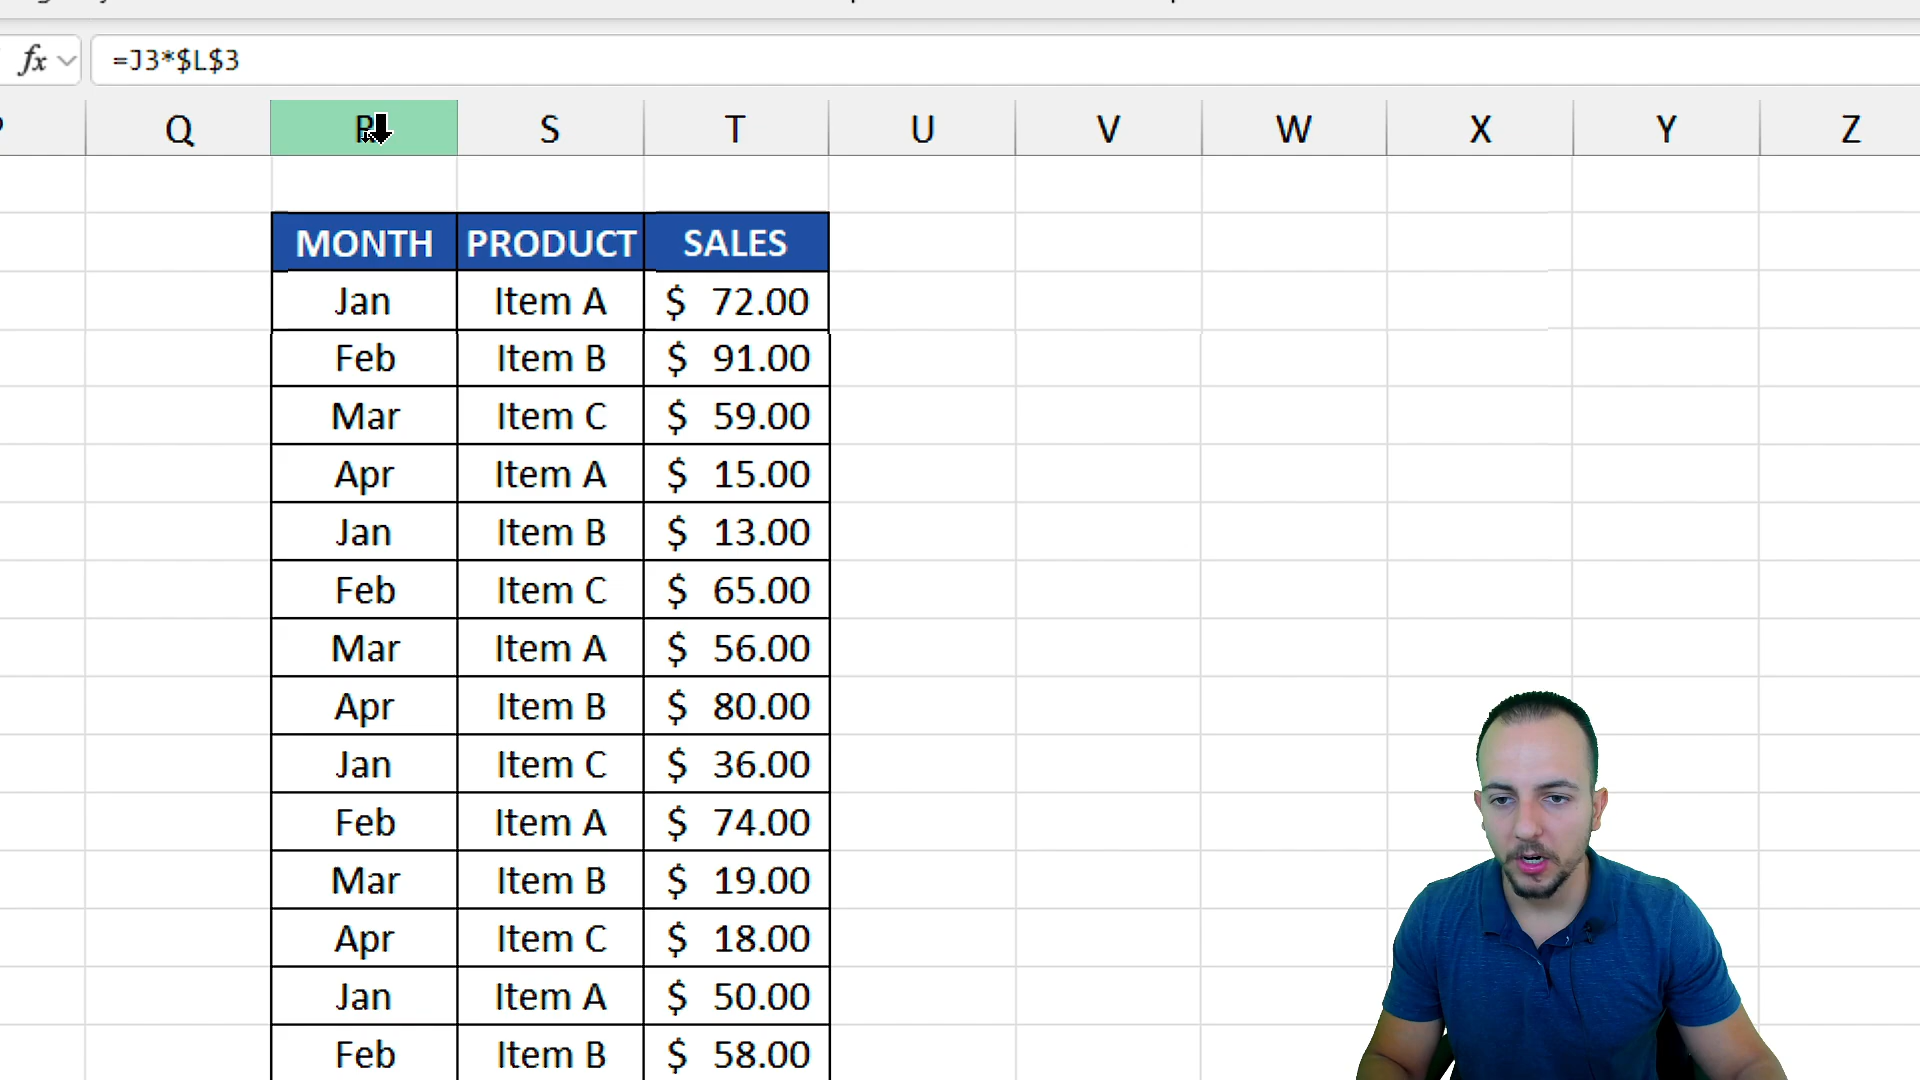 fx =J3*$L$3
Q R S T U V W X Y Z
MONTH PRODUCT SALES
Jan Item A $ 72.00
Feb Item B $ 91.00
Mar Item C $ 59.00
Apr Item A $ 15.00
Jan Item B $ 13.00
Feb Item C $ 65.00
Mar Item A $ 56.00
Apr Item B $ 80.00
Jan Item C $ 36.00
Feb Item A $ 74.00
Mar Item B $ 19.00
Apr Item C $ 18.00
Jan Item A $ 50.00
Feb Item B $ 58.00